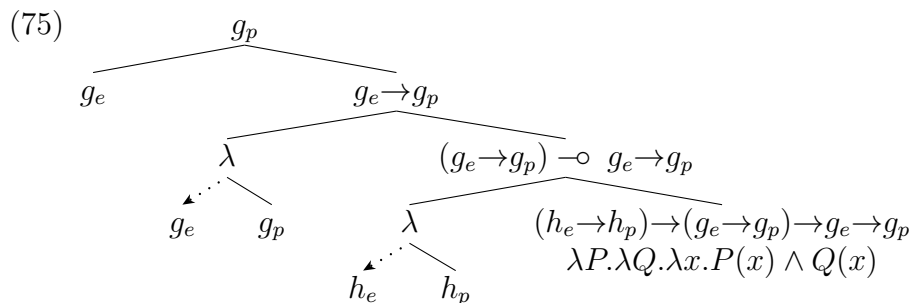 (75)
g_p
g_e g_e→g_p
λ (g_e→g_p) ⊸ g_e→g_p
g_e g_p λ (h_e→h_p)→(g_e→g_p)→g_e→g_p
λP.λQ.λx.P(x) ∧ Q(x)
h_e h_p